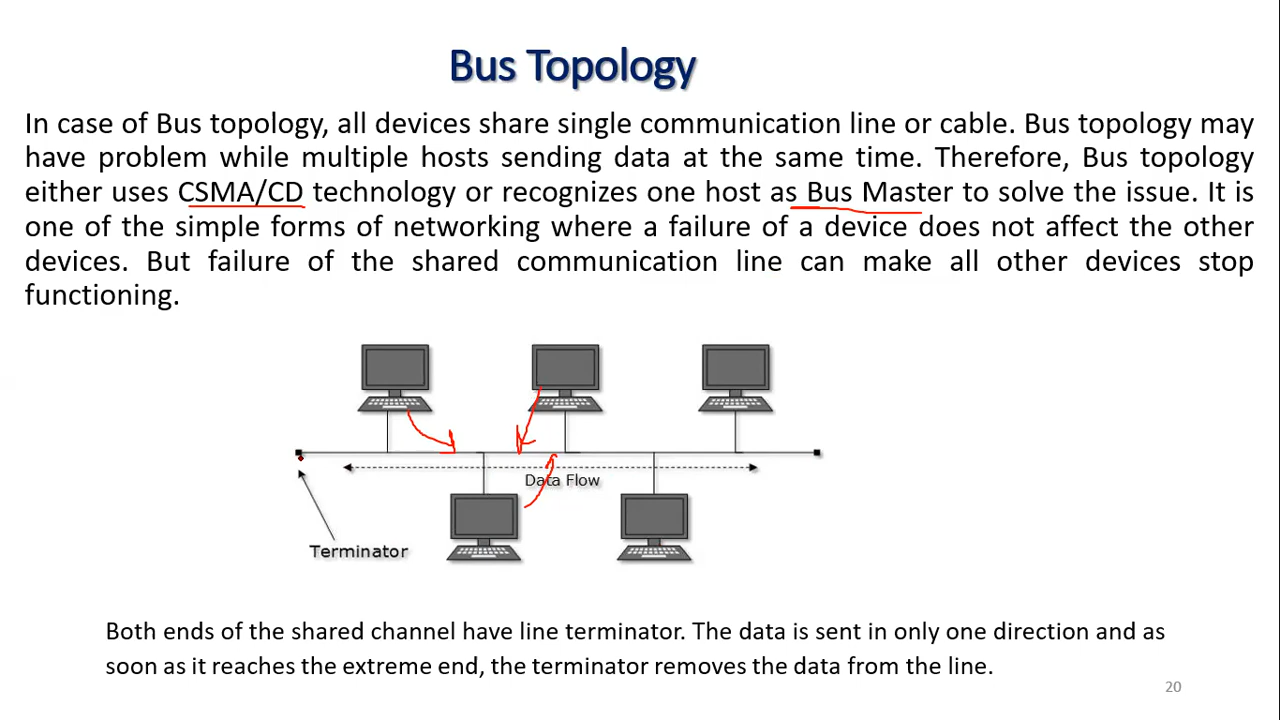 Bus Topology
In case of Bus topology, all devices share single communication line or cable. Bus topology may
have problem while multiple hosts sending data at the same time. Therefore, Bus topology
either uses CSMA/CD technology or recognizes one host as Bus Master to solve the issue. It is
one of the simple forms of networking where a failure of a device does not affect the other
devices. But failure of the shared communication line can make all other devices stop
functioning.
Data Flow
Terminator
Both ends of the shared channel have line terminator. The data is sent in only one direction and as
soon as it reaches the extreme end, the terminator removes the data from the line.
20